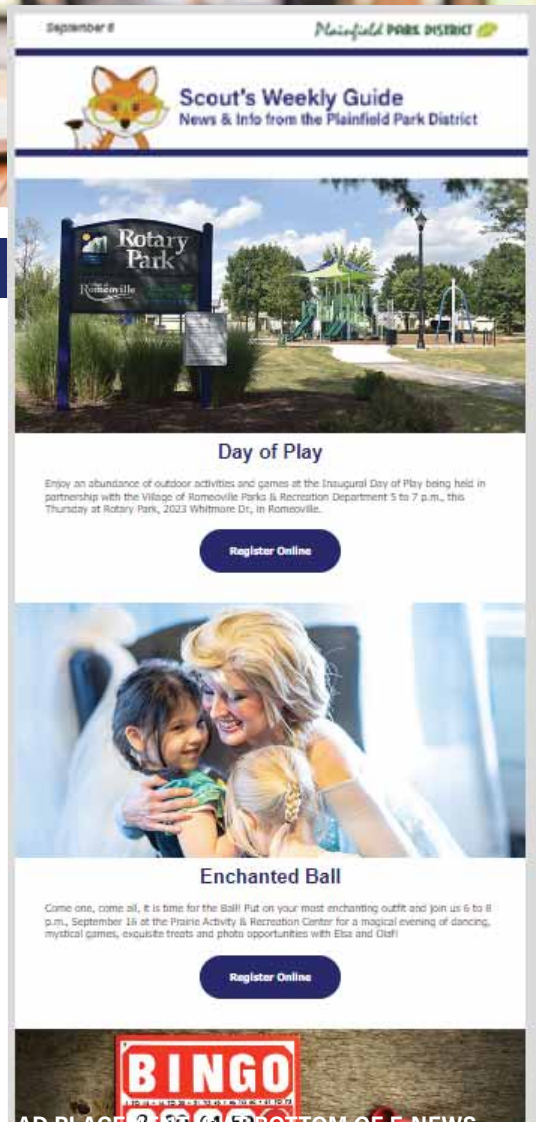 September 8
Plainfield PARK DISTRICT
Scout's Weekly Guide
News & Info from the Plainfield Park District
Rotary
Park
Romeoville
Day of Play
Enjoy an abundance of outdoor activities and games at the Inaugural Day of Play being held in
partnership with the Village of Romeoville Parks & Recreation Department 5 to 7 p.m., this
Thursday at Rotary Park, 2023 Whitmore Dr., in Romeoville.
Register Online
Enchanted Ball
Come one, come all, it is time for the Ball! Put on your most enchanting outfit and join us 6 to 8
p.m., September 16 at the Prairie Activity & Recreation Center for a magical evening of dancing,
mystical games, exquisite treats and photo opportunities with Elsa and Olaf!
Register Online
BINGO
AD PLACE BOTTOM OF E-NEWS